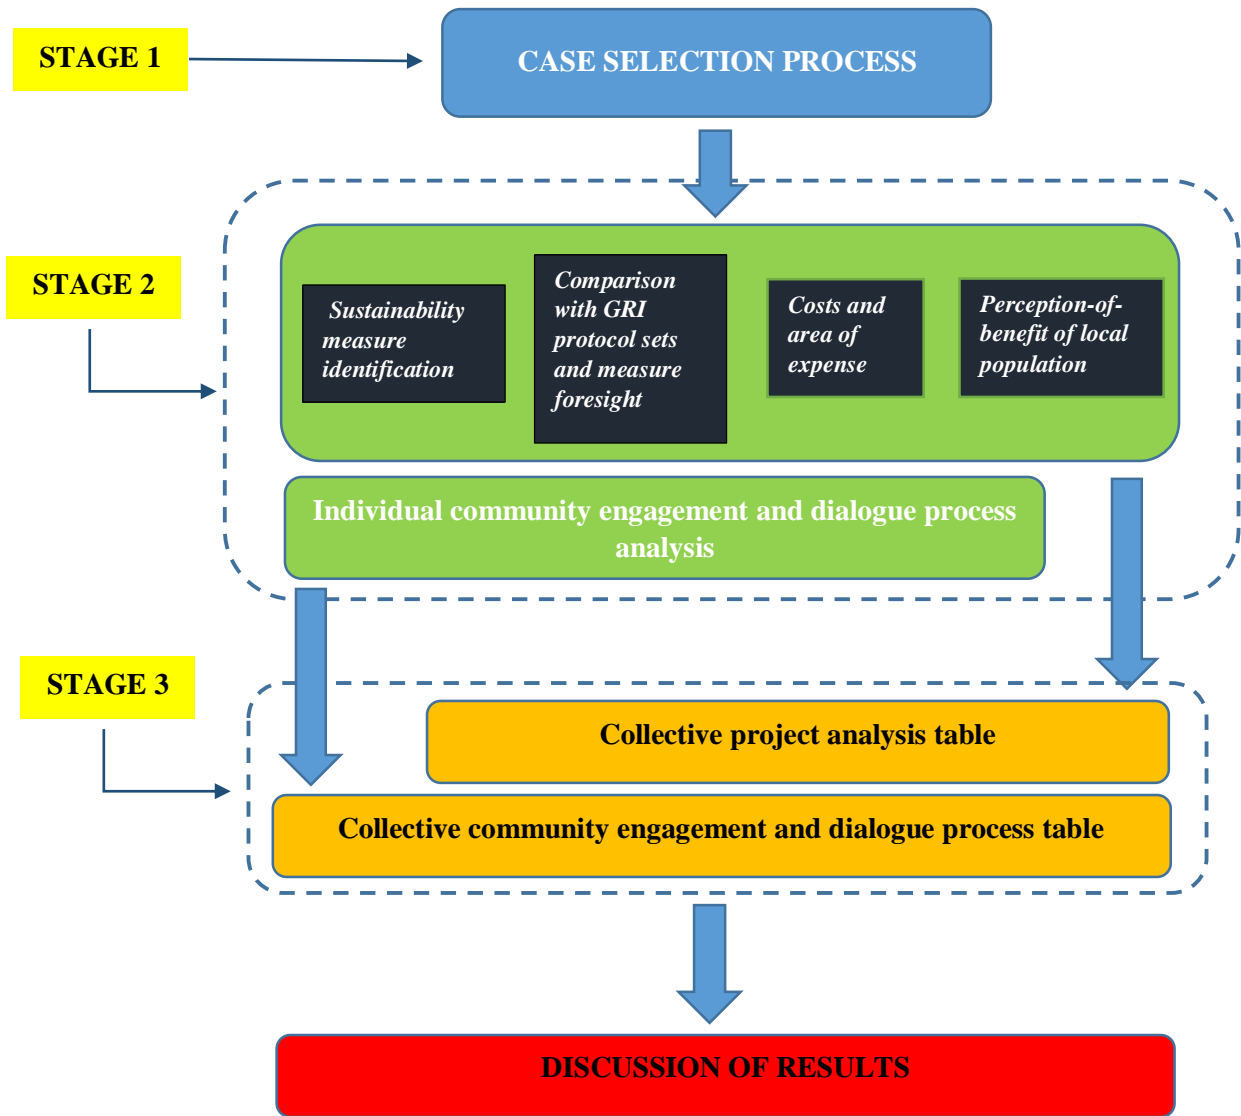 STAGE 1
CASE SELECTION PROCESS
STAGE 2
Sustainability
measure
identification
Comparison
with GRI
protocol sets
and measure
foresight
Costs and
area of
expense
Perception-of-
benefit of local
population
Individual community engagement and dialogue process
analysis
STAGE 3
Collective project analysis table
Collective community engagement and dialogue process table
DISCUSSION OF RESULTS